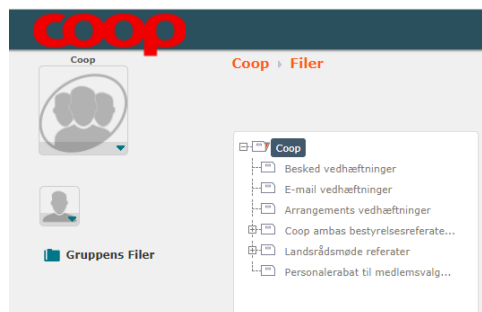 coop
Coop
Coop › Filer
Coop
Besked vedhæftninger
E-mail vedhæftninger
Arrangements vedhæftninger
Coop ambas bestyrelsesreferate...
Landsrådsmøde referater
Personalerabat til medlemsvalg...
Gruppens Filer